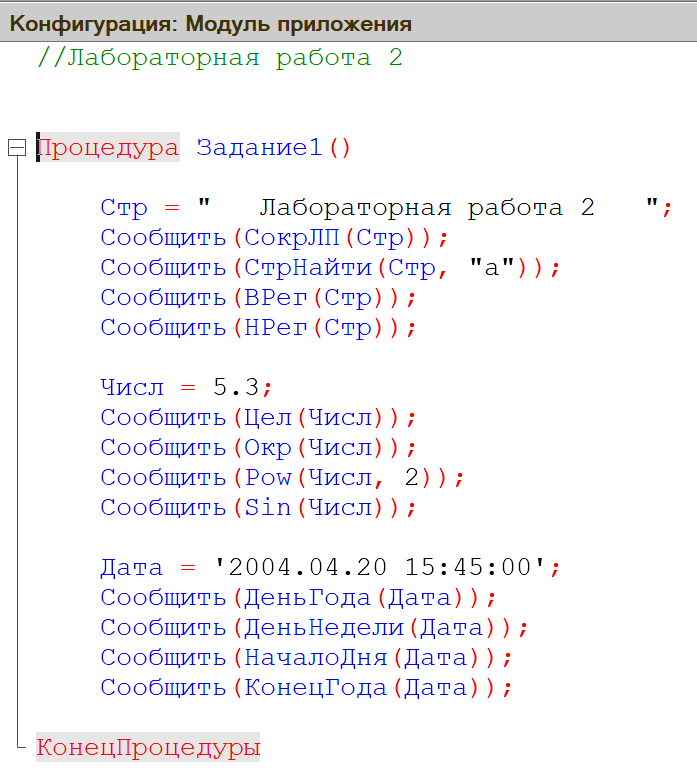 Конфигурация: Модуль приложения
//Лабораторная работа 2
Процедура Задание1()
Стр = "   Лабораторная работа 2   ";
Сообщить(СокрЛП(Стр));
Сообщить(СтрНайти(Стр, "а"));
Сообщить(ВРег(Стр));
Сообщить(НРег(Стр));
Числ = 5.3;
Сообщить(Цел(Числ));
Сообщить(Окр(Числ));
Сообщить(Pow(Числ, 2));
Сообщить(Sin(Числ));
Дата = '2004.04.20 15:45:00';
Сообщить(ДеньГода(Дата));
Сообщить(ДеньНедели(Дата));
Сообщить(НачалоДня(Дата));
Сообщить(КонецГода(Дата));
КонецПроцедуры